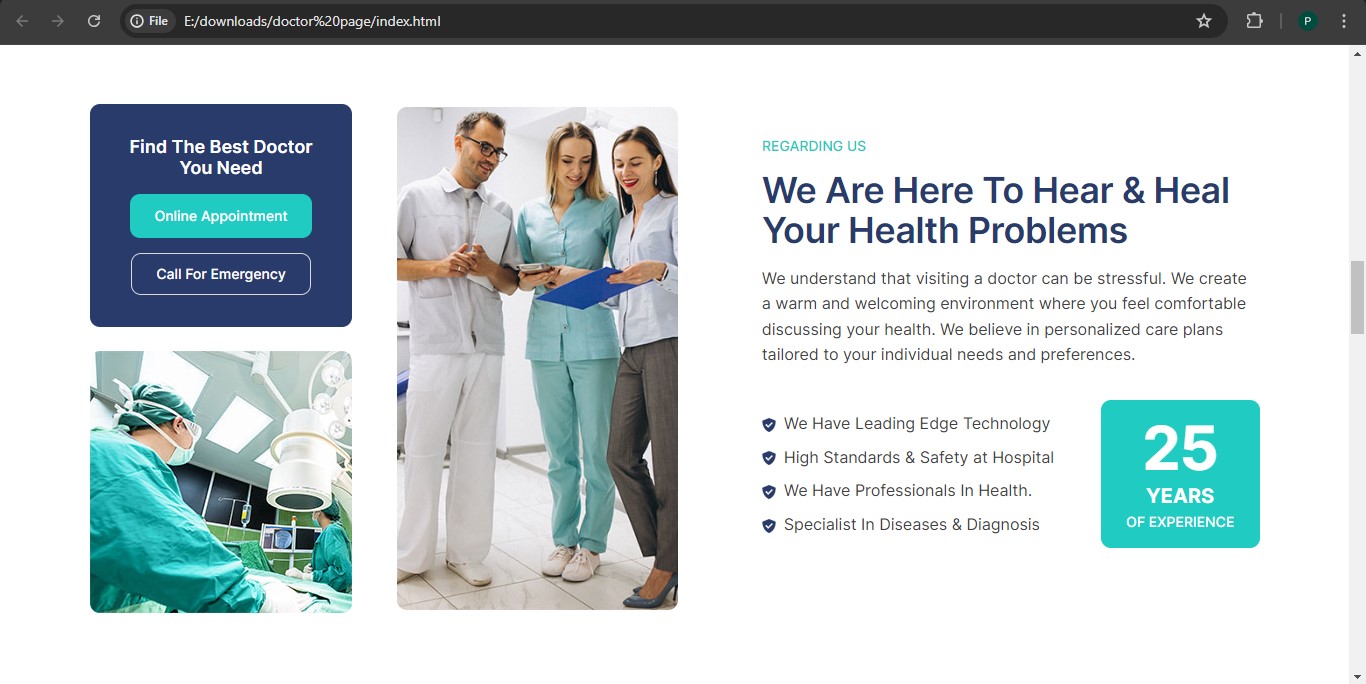 File
E:/downloads/doctor%20page/index.html
P
Find The Best Doctor
You Need
Online Appointment
Call For Emergency
REGARDING US
We Are Here To Hear & Heal
Your Health Problems
We understand that visiting a doctor can be stressful. We create
a warm and welcoming environment where you feel comfortable
discussing your health. We believe in personalized care plans
tailored to your individual needs and preferences.
We Have Leading Edge Technology
High Standards & Safety at Hospital
We Have Professionals In Health.
Specialist In Diseases & Diagnosis
25
YEARS
OF EXPERIENCE